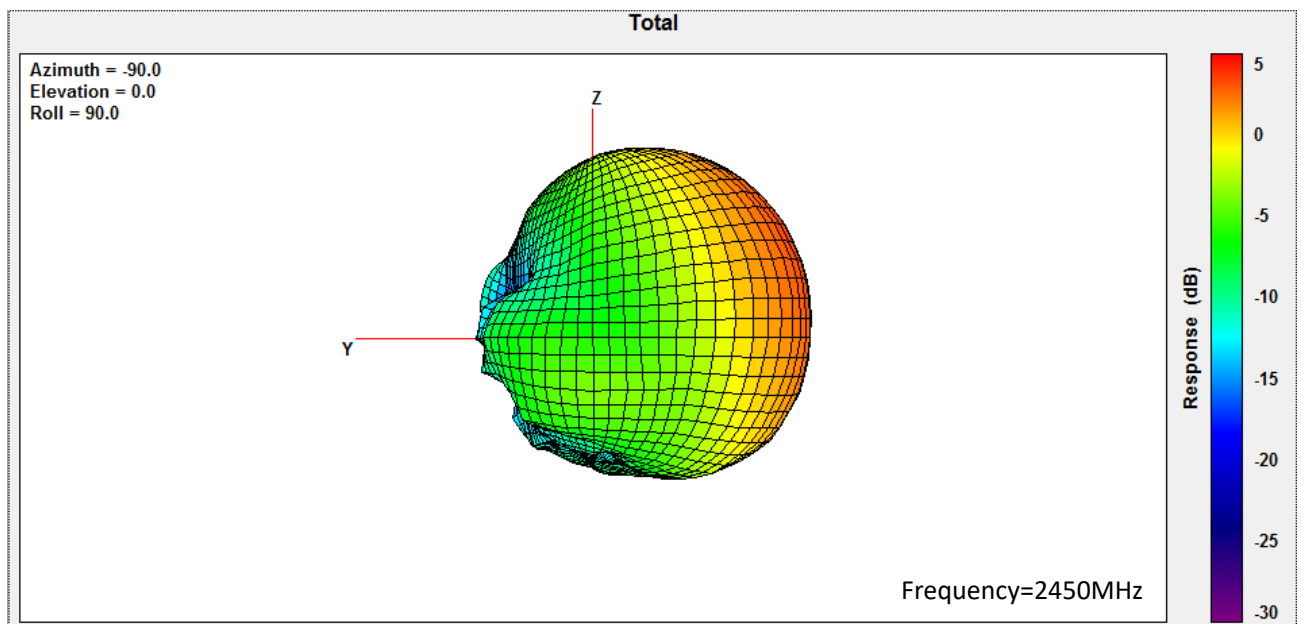 Total
Azimuth = -90.0
Elevation = 0.0
Roll = 90.0
Z
Y
5
0
-5
-10
-15
-20
-25
-30
Response (dB)
Frequency=2450MHz